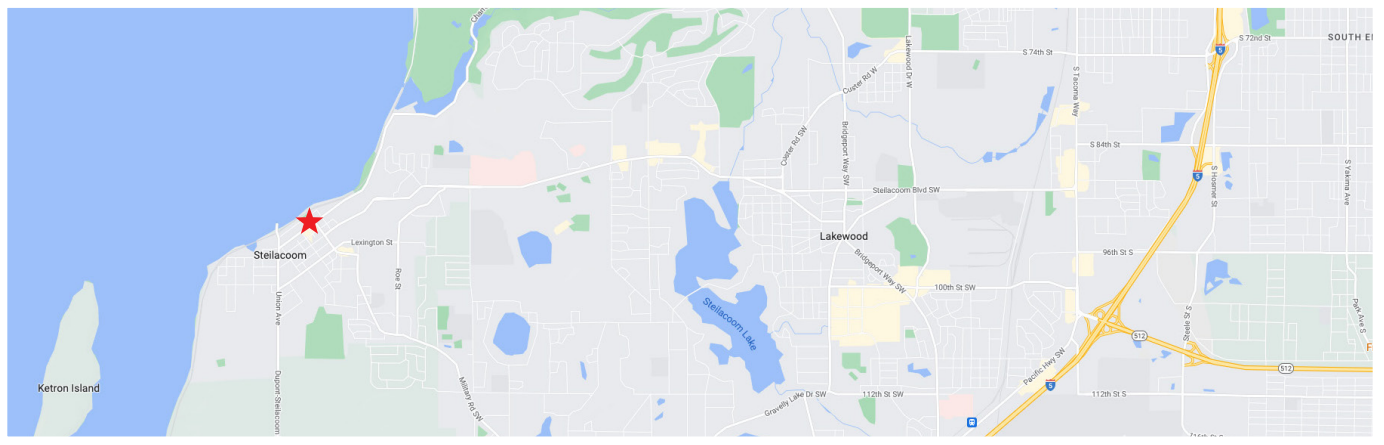 Lakewood Dr W
S 74th St
S 72nd St
SOUTH E
5
Custer Rd W
S Tacoma Way
Custer Rd SW
Bridgeport Way SW
S 84th St
5
S Hosmer St
S Yakima Ave
Steilacoom Blvd SW
Lakewood
Lexington St
Steilacoom
Roe St
Bridgeport Way SW
96th St S
100th St SW
Union Ave
Steilacoom Lake
Steele St S
Park Ave S
512
Pacific Hwy SW
512
Ketron Island
5
Military Rd SW
Gravelly Lake Dr SW
112th St SW
112th St S
Dupont-Steilacoom